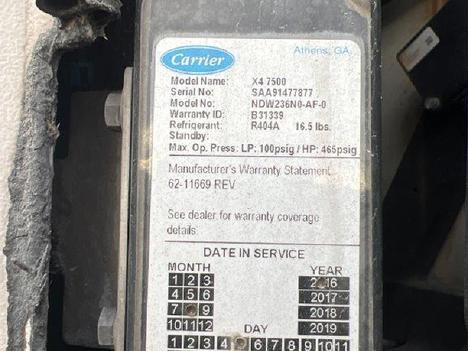 Carrier
Athens, GA.
Model Name: X4 7500
Serial No: SAA91477877
Model No: NDW236N0-AF-0
Warranty ID: B31339
Refrigerant: R404A 16.5 lbs.
Standby:
Max. Op. Press: LP: 100psig / HP: 465psig
Manufacturer's Warranty Statement
62-11669 REV
See dealer for warranty coverage
details.
DATE IN SERVICE
MONTH YEAR
1 2 3 2016
4 5 6 2017
7 9 2018
10 11 12 DAY 2019
1 2 3 4 6 7 8 9 10 11